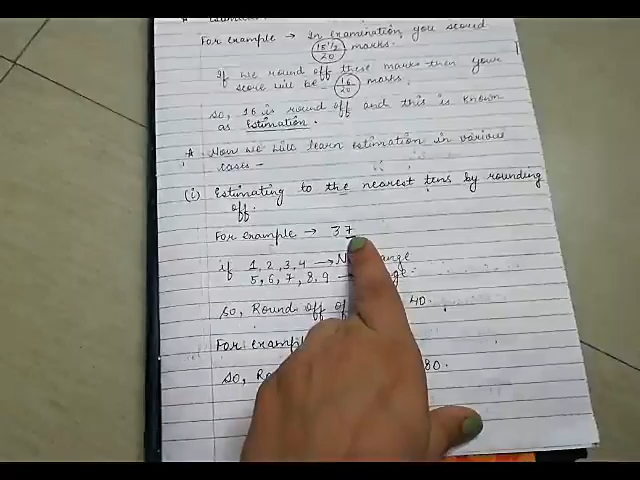 For example → In examination, you scored
15 1/2 / 20 marks.
If we round off these marks then your
score will be 16/20 marks.
So, 16 is round off and this is known
as Estimation.
* Now we will learn estimation in various
cases -
(i) Estimating to the nearest tens by rounding
off.
For example → 37
if 1, 2, 3, 4 →
5, 6, 7, 8, 9 →
So, Round off of 40.
For example
So, 80.